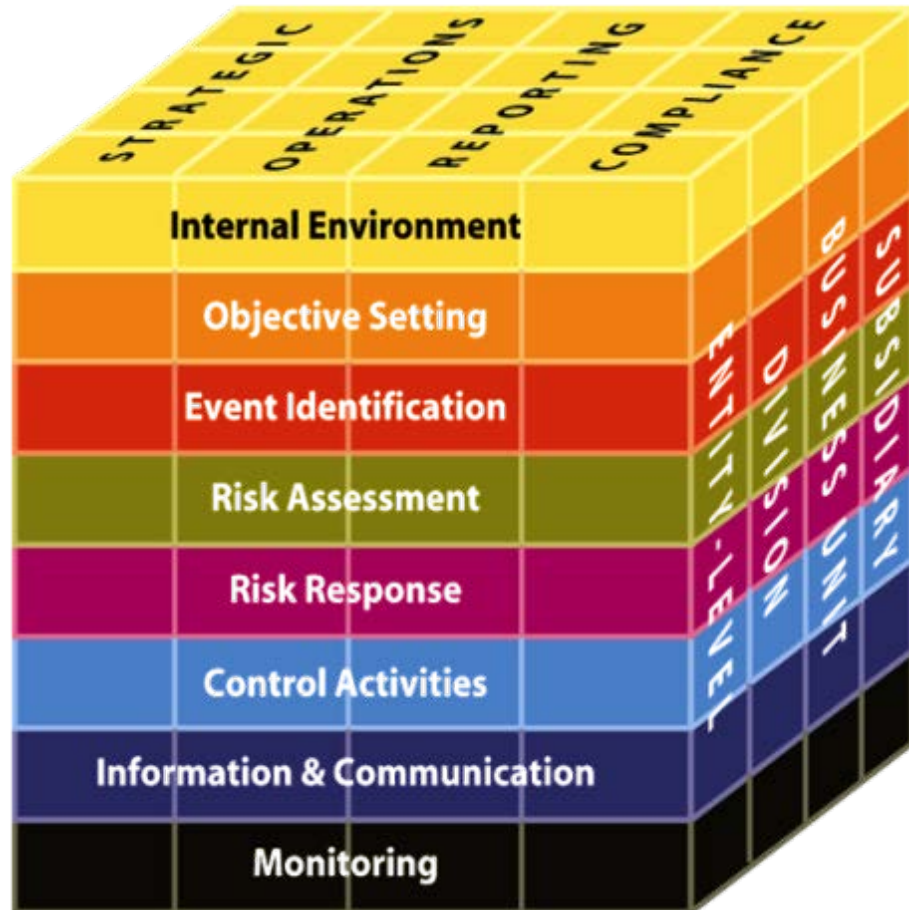 STRATEGIC
OPERATIONS
REPORTING
COMPLIANCE
Internal Environment
Objective Setting
Event Identification
Risk Assessment
Risk Response
Control Activities
Information & Communication
Monitoring
ENTITY-LEVEL
DIVISION
BUSINESS UNIT
SUBSIDIARY